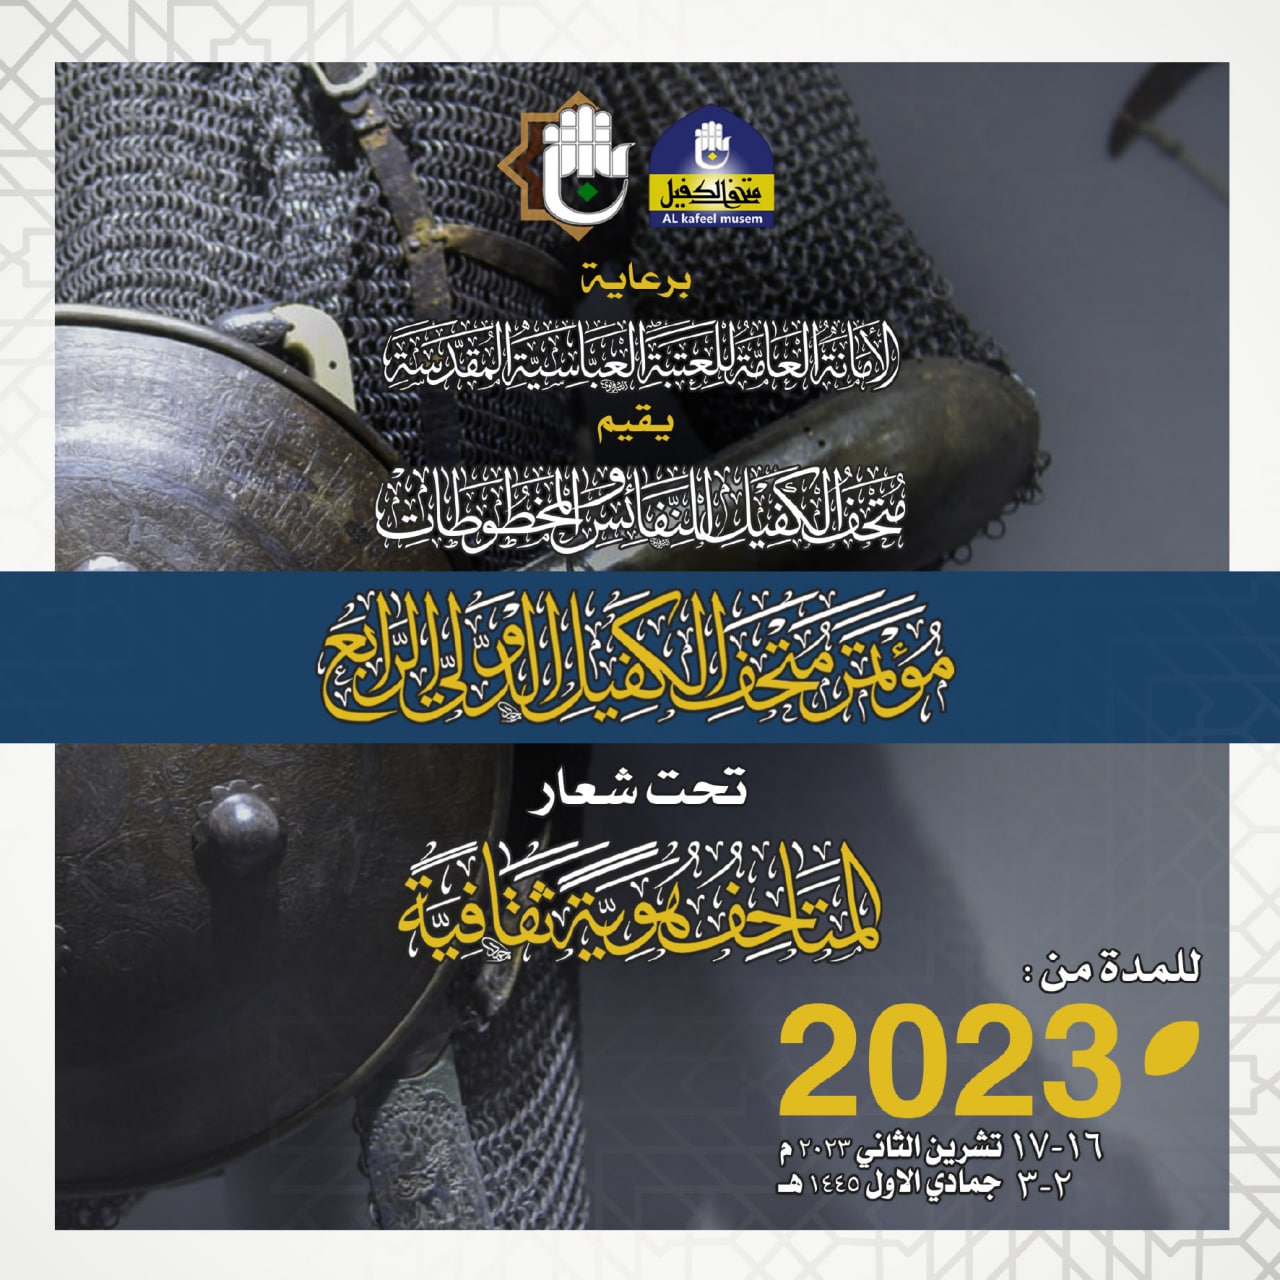 متحف الكفيل
AL kafeel musem
برعاية
الأمانة العامة للعتبة العباسية المقدسة
يقيم
متحف الكفيل للنفائس والمخطوطات
مؤتمر متحف الكفيل الدولي الرابع
تحت شعار
المتاحف هوية ثقافية
للمدة من :
2023
١٦-١٧ تشرين الثاني ٢٠٢٣ م
٢-٣ جمادي الاول ١٤٤٥ هـ